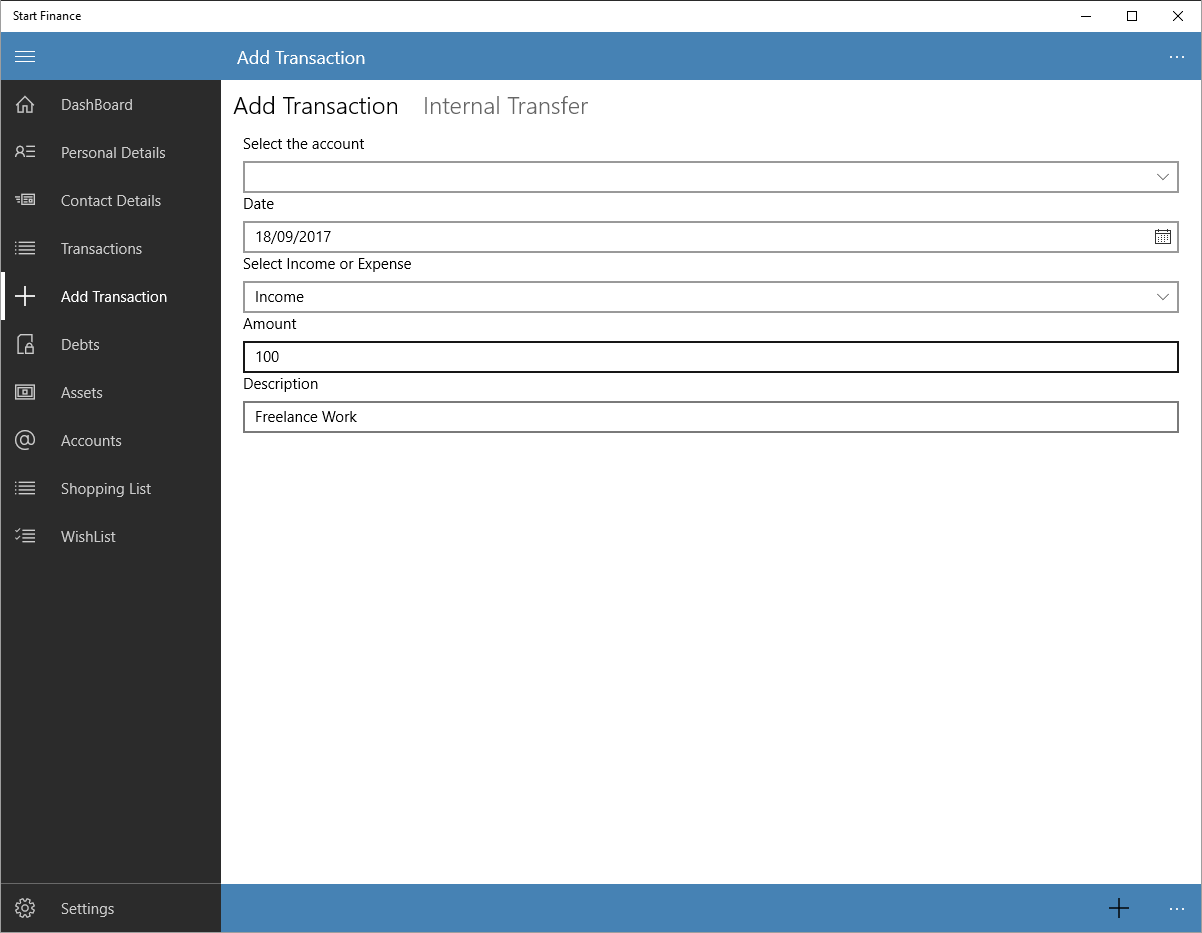 Start Finance
Add Transaction
DashBoard
Personal Details
Contact Details
Transactions
Add Transaction
Debts
Assets
Accounts
Shopping List
WishList
Settings
Add Transaction Internal Transfer
Select the account
Date
18/09/2017
Select Income or Expense
Income
Amount
100
Description
Freelance Work